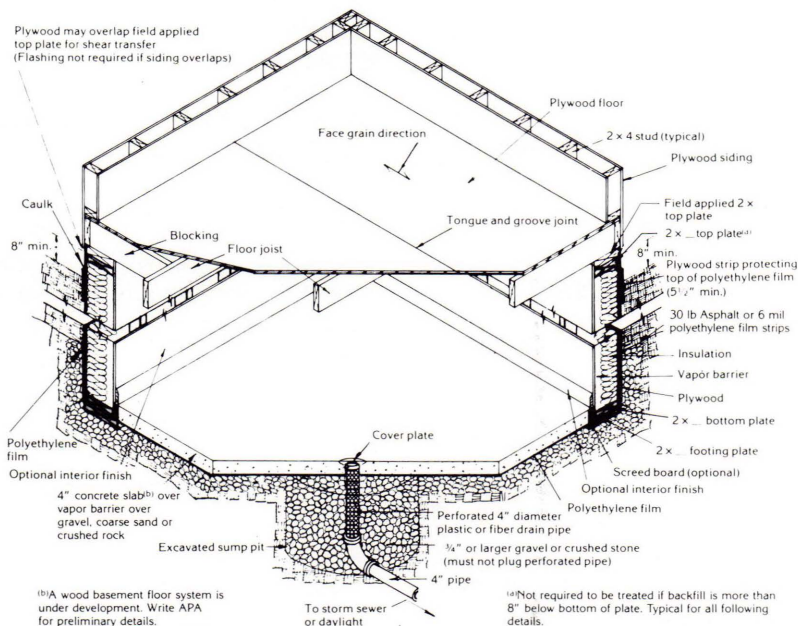 Plywood may overlap field applied
top plate for shear transfer
(Flashing not required if siding overlaps)
Plywood floor
Face grain direction
2 × 4 stud (typical)
Plywood siding
Caulk
Blocking
Floor joist
Tongue and groove joint
Field applied 2 ×
top plate
2 × _ top plate(a)
8" min.
8" min.
Plywood strip protecting
top of polyethylene film
(5½" min.)
30 lb Asphalt or 6 mil
polyethylene film strips
Insulation
Vapor barrier
Plywood
2 × _ bottom plate
2 × _ footing plate
Screed board (optional)
Optional interior finish
Polyethylene film
Polyethylene
film
Optional interior finish
Cover plate
4" concrete slab(b) over
vapor barrier over
gravel, coarse sand or
crushed rock
Excavated sump pit
Perforated 4" diameter
plastic or fiber drain pipe
¾" or larger gravel or crushed stone
(must not plug perforated pipe)
4" pipe
To storm sewer
or daylight
(b)A wood basement floor system is
under development. Write APA
for preliminary details.
(a)Not required to be treated if backfill is more than
8" below bottom of plate. Typical for all following
details.